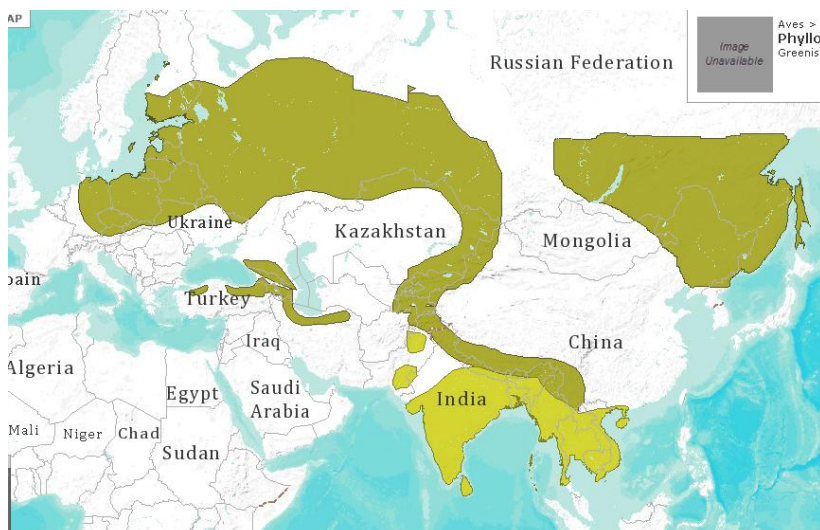 AP
Aves >
Phyllo
Greenis
Image
Unavailable
Russian Federation
Ukraine
Kazakhstan
Mongolia
pain
Turkey
China
Iraq
Algeria
Egypt
Saudi
Arabia
India
Mali
Niger
Chad
Sudan